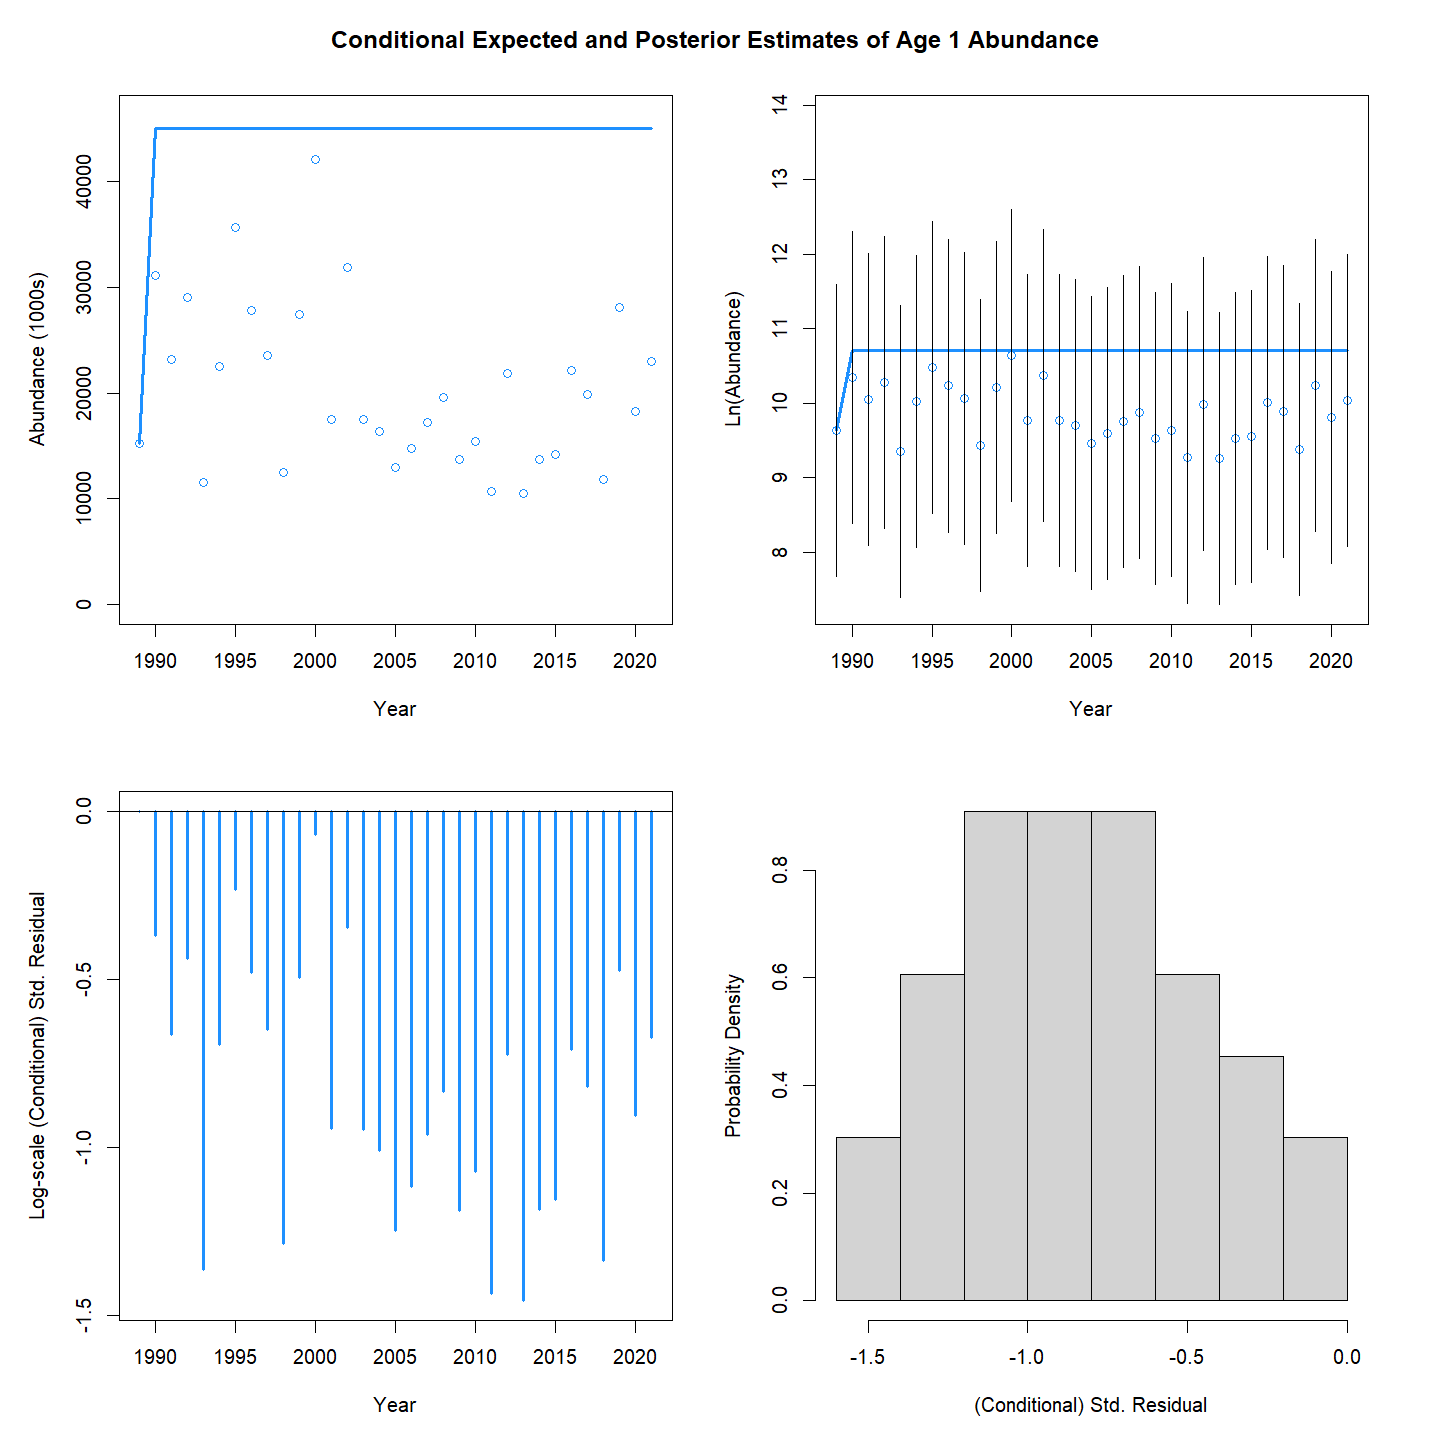 Conditional Expected and Posterior Estimates of Age 1 Abundance
Abundance (1000s)
0 10000 20000 30000 40000
1990 1995 2000 2005 2010 2015 2020
Year
Ln(Abundance)
8 9 10 11 12 13 14
1990 1995 2000 2005 2010 2015 2020
Year
Log-scale (Conditional) Std. Residual
-1.5 -1.0 -0.5 0.0
1990 1995 2000 2005 2010 2015 2020
Year
Probability Density
0.0 0.2 0.4 0.6 0.8
-1.5 -1.0 -0.5 0.0
(Conditional) Std. Residual